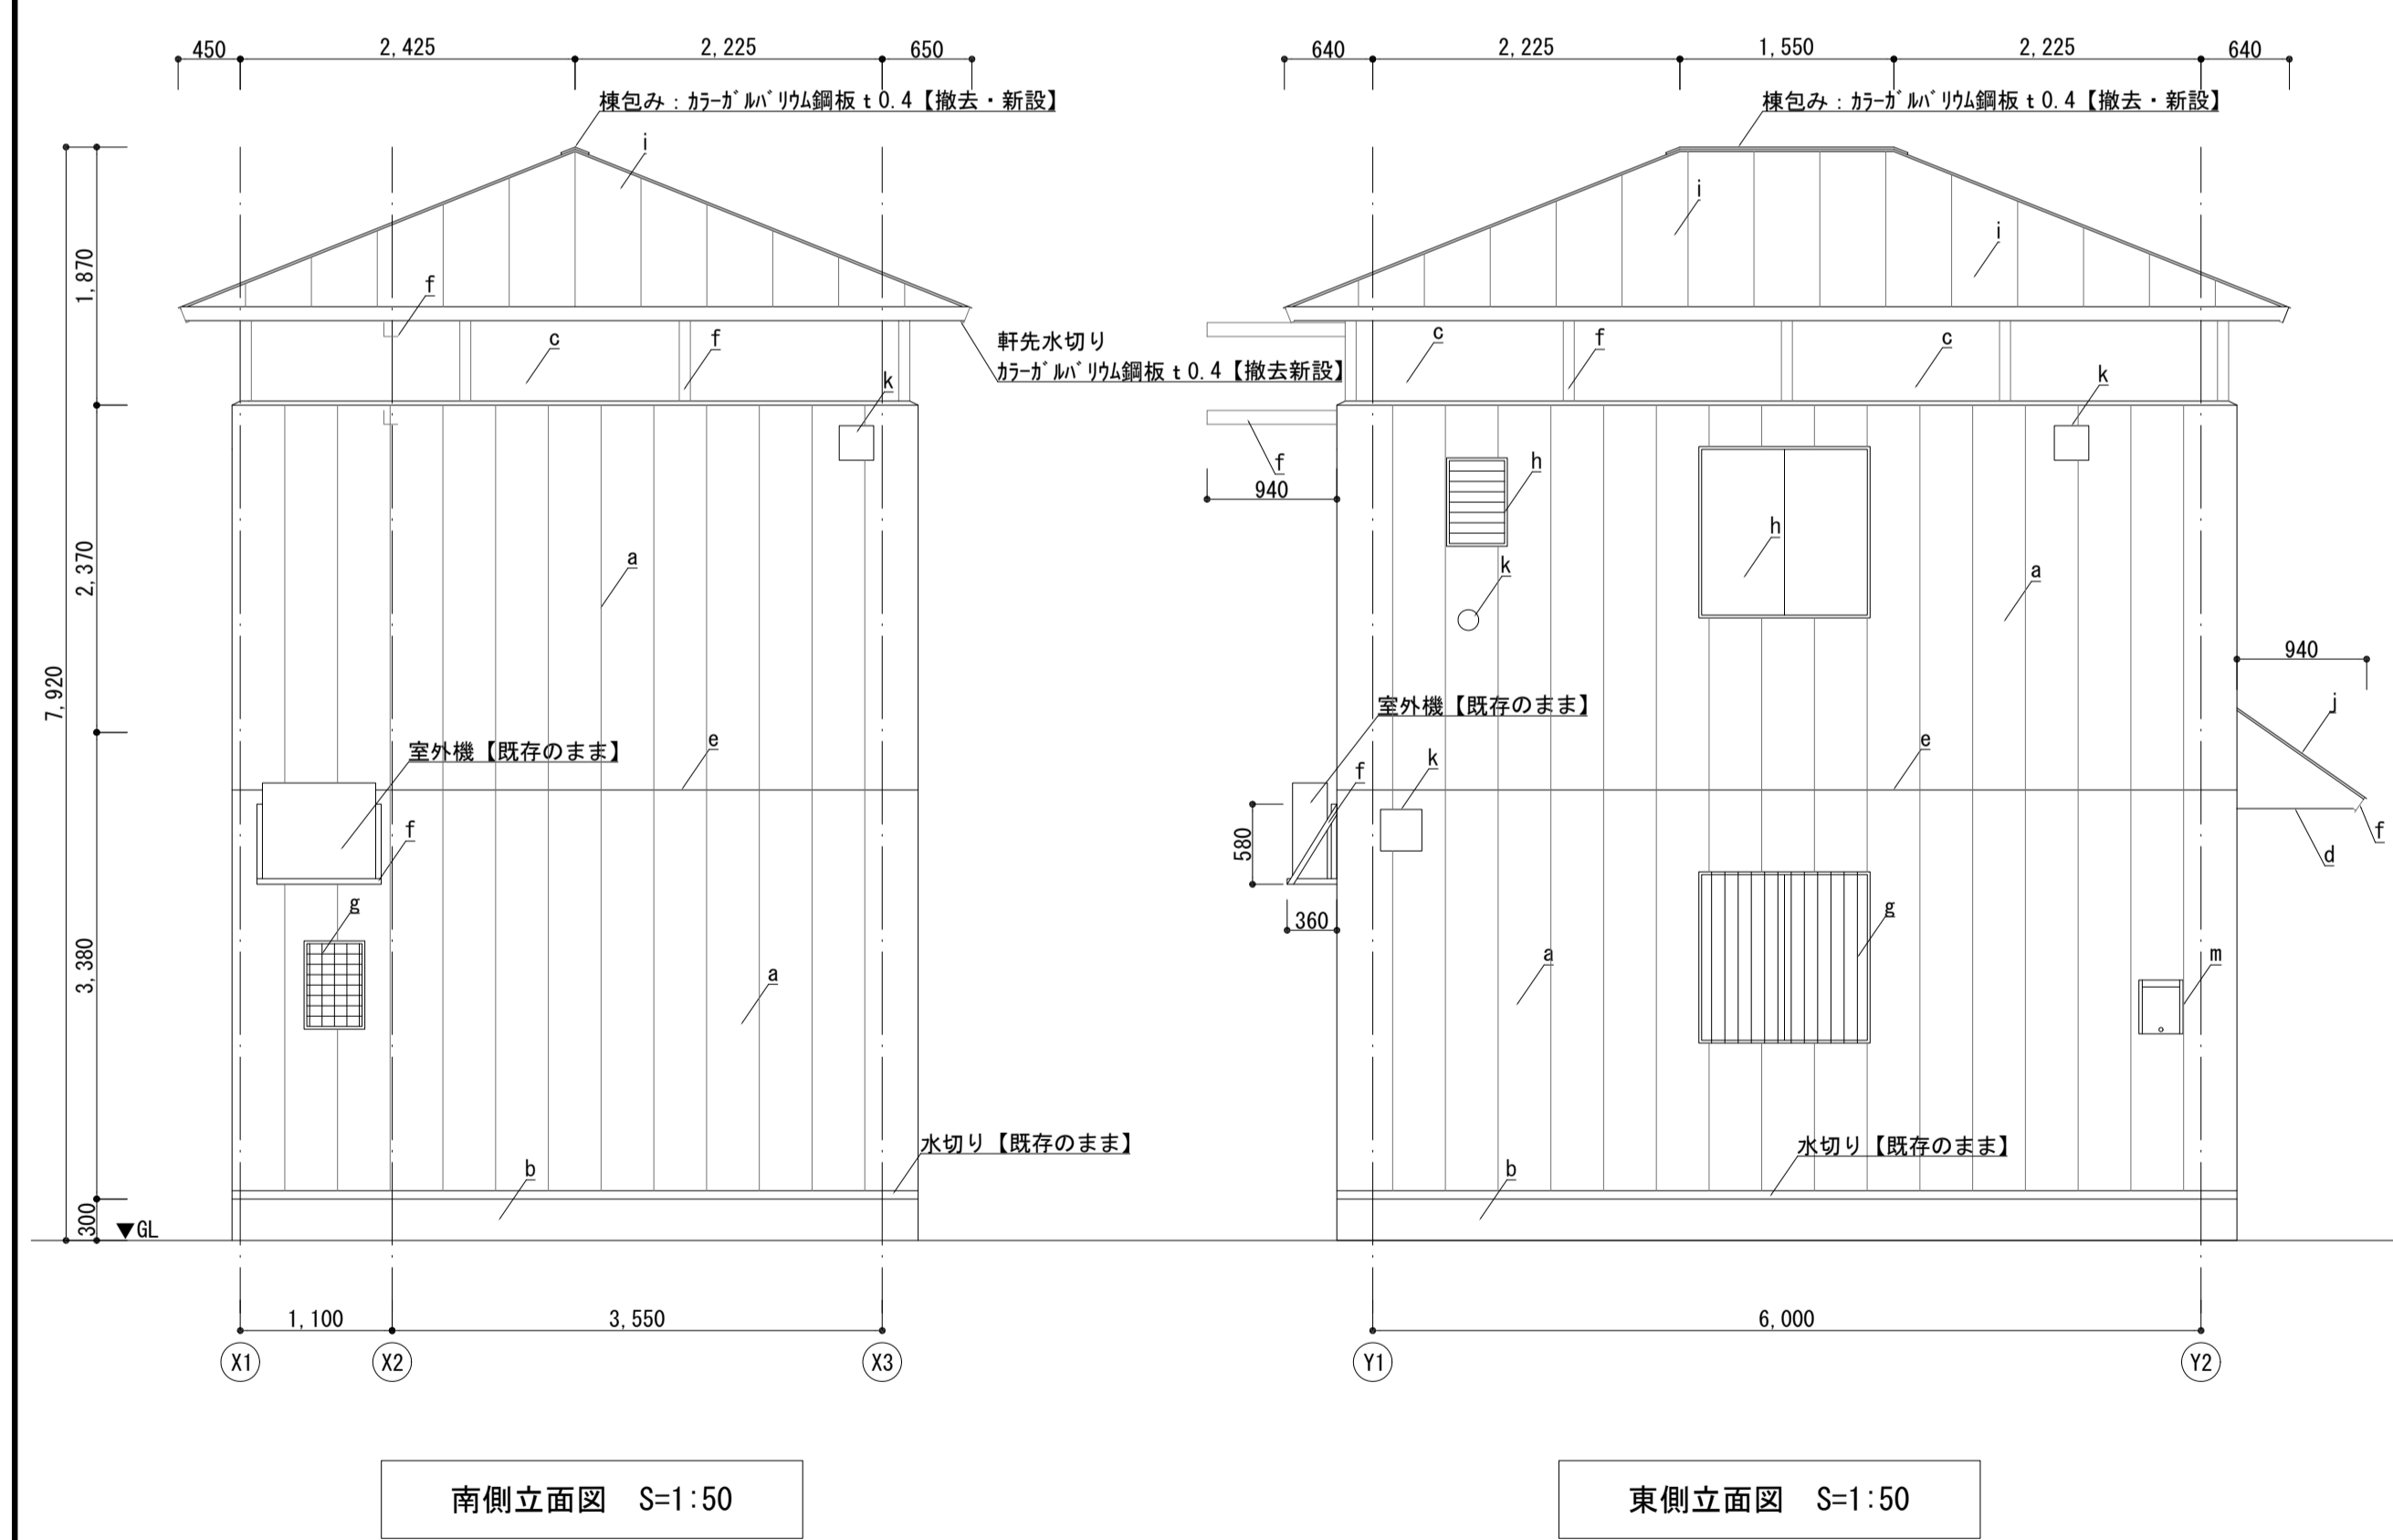 450 2,425 2,225 650
棟包み：ｶﾗｰｶﾞﾙﾊﾞﾘｳﾑ鋼板ｔ0.4【撤去・新設】
i
f
c
f
軒先水切り
ｶﾗｰｶﾞﾙﾊﾞﾘｳﾑ鋼板ｔ0.4【撤去新設】
k
a
e
室外機【既存のまま】
f
g
a
水切り【既存のまま】
b
7,920
1,870
2,370
3,380
300
▼GL
1,100 3,550
X1 X2 X3
南側立面図　S=1:50
640 2,225 1,550 2,225 640
棟包み：ｶﾗｰｶﾞﾙﾊﾞﾘｳﾑ鋼板ｔ0.4【撤去・新設】
i
i
c
f
c
k
f
940
h
h
k
a
940
室外機【既存のまま】
j
e
k
f
f
d
580
360
g
a
m
水切り【既存のまま】
b
6,000
Y1 Y2
東側立面図　S=1:50